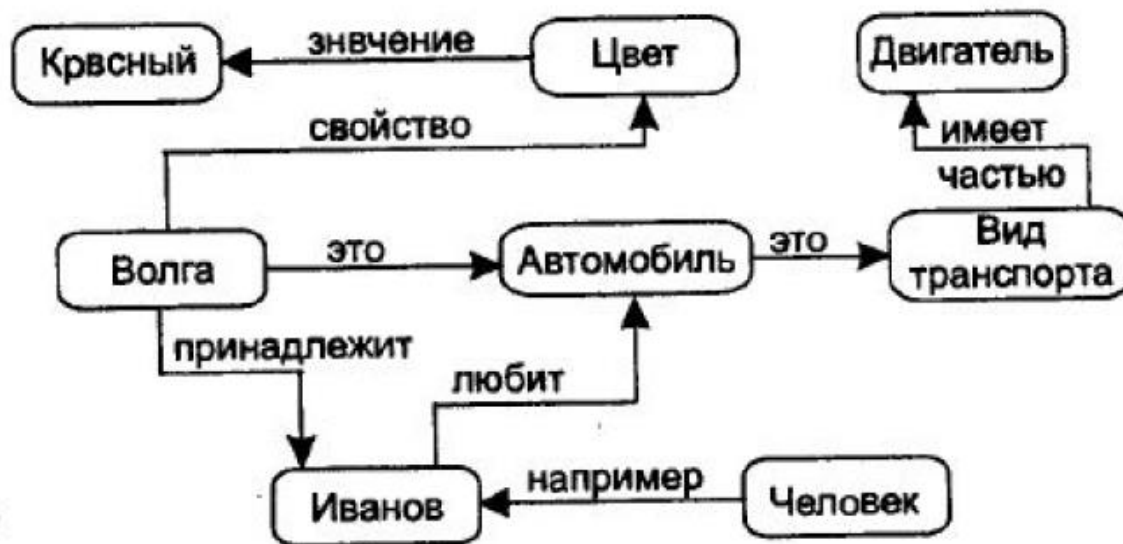 Крвсный
знвчение
Цвет
Двигатель
свойство
имеет
частью
Волга
это
Автомобиль
это
Вид
транспорта
принадлежит
любит
Иванов
например
Человек